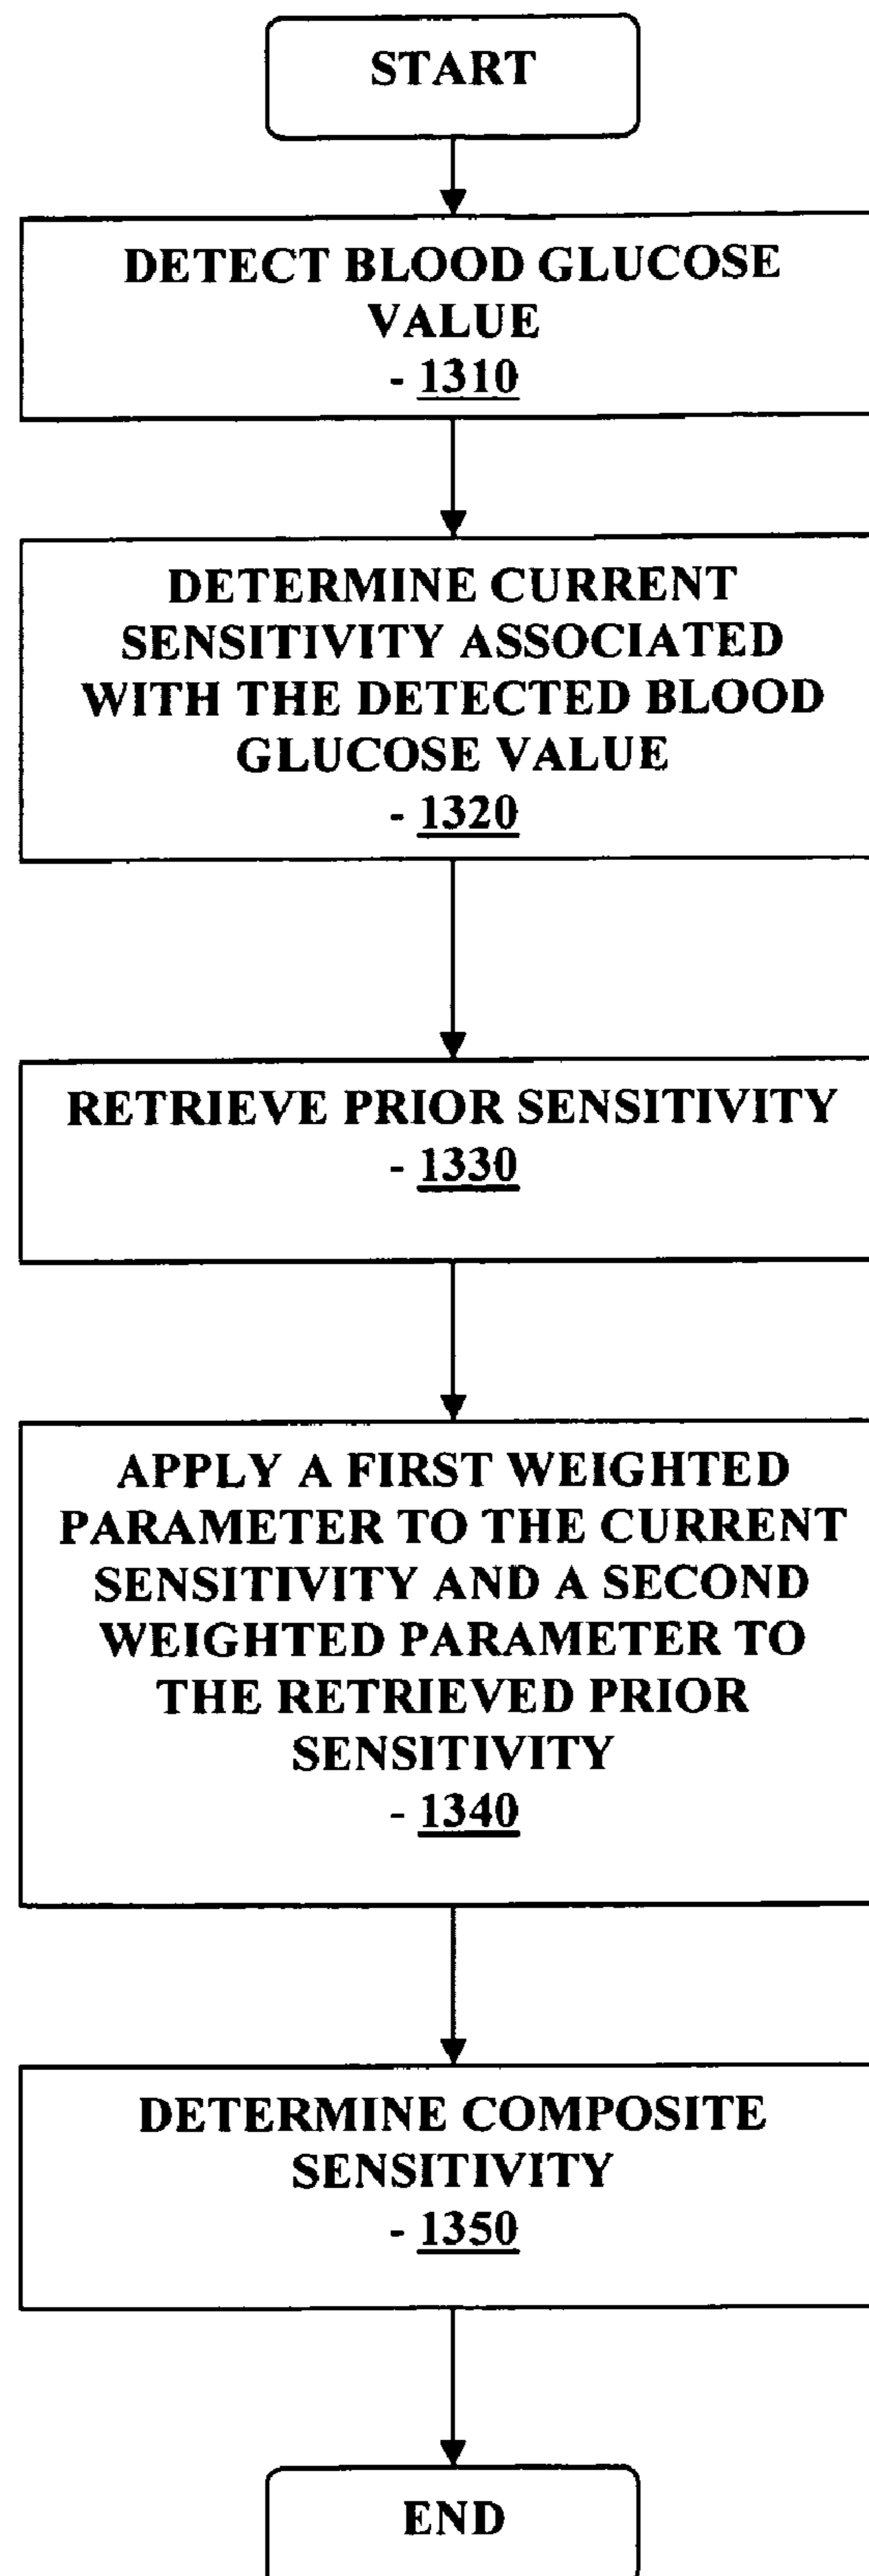 START
DETECT BLOOD GLUCOSE
VALUE
- 1310
DETERMINE CURRENT
SENSITIVITY ASSOCIATED
WITH THE DETECTED BLOOD
GLUCOSE VALUE
- 1320
RETRIEVE PRIOR SENSITIVITY
- 1330
APPLY A FIRST WEIGHTED
PARAMETER TO THE CURRENT
SENSITIVITY AND A SECOND
WEIGHTED PARAMETER TO
THE RETRIEVED PRIOR
SENSITIVITY
- 1340
DETERMINE COMPOSITE
SENSITIVITY
- 1350
END